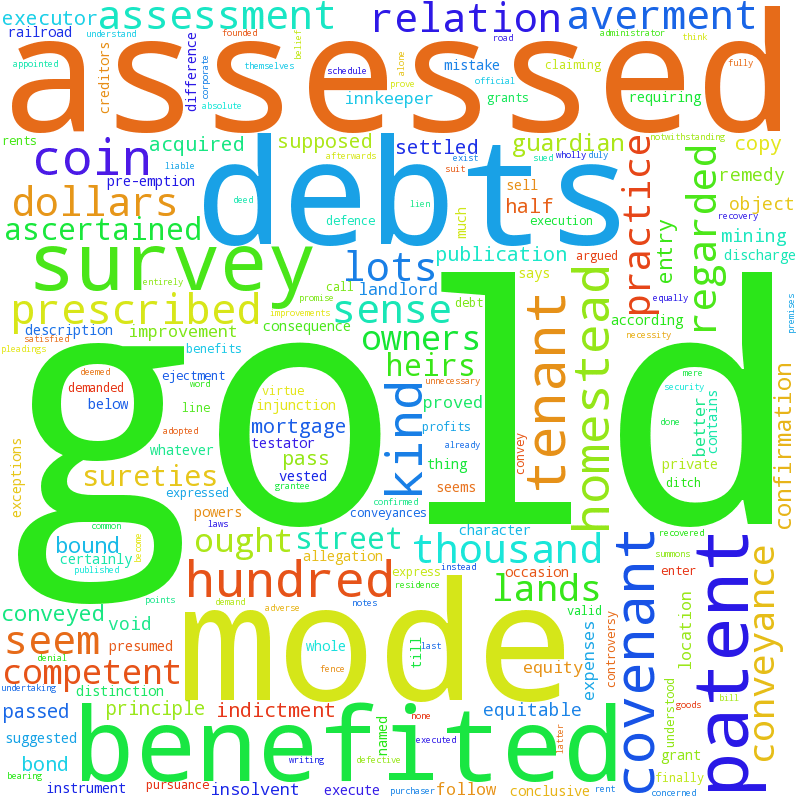 executor assessment relation averment
railroad understand founded road administrator think
assessed
appointed creditors themselves difference corporate belief schedule alone prove mistake official claiming fully
absolute innkeeper grants requiring
rents coin acquired supposed settled guardian notwithstanding copy
pre-emption liable afterwards debts exist sued wholly duly suit practice regarded remedy
dollars deed lien sell half object
ascertained defence much execution entry recovery mining
survey publication argued discharge
entirely call lots says homestead
prescribed promise landlord debt tenant equally premises
description improvement improvements sense consequence owners according necessity
satisfied pleadings benefits heirs
deemed ejectment unnecessary mere confirmation
demanded word virtue kind security
below line injunction proved better contains
gold
adopted mortgage profits done
exceptions whatever testator already convey private
sureties pass thing ditch
expressed grantee vested seems
powers confirmed conveyances
common laws character recovered
bound become ought street thousand covenant patent conveyance
certainly allegation summons
published hundred express occasion enter
points demand residence instead lands
conveyed adverse notes valid location
void mode expenses controversy
seem presumed whole till last
denial fence equity understood
competent distinction
undertaking principle indictment equitable goods
passed benefited named none latter bill
suggested executed grant
bond writing defective finally
bearing pursuance
instrument insolvent execute purchaser follow conclusive rent concerned